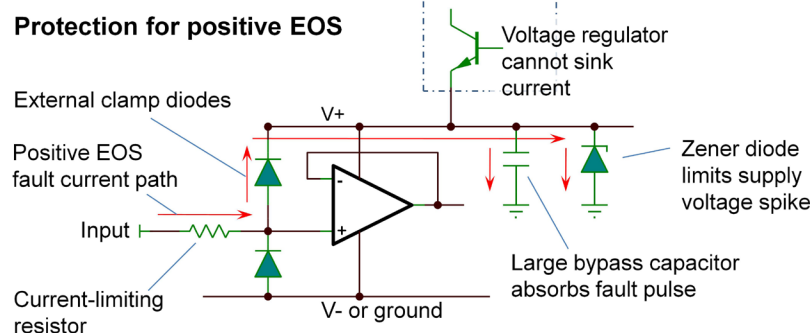 Protection for positive EOS
Voltage regulator
cannot sink
current
External clamp diodes
V+
Positive EOS
fault current path
Zener diode
limits supply
voltage spike
-
+
Input
Large bypass capacitor
absorbs fault pulse
Current-limiting
resistor
V- or ground